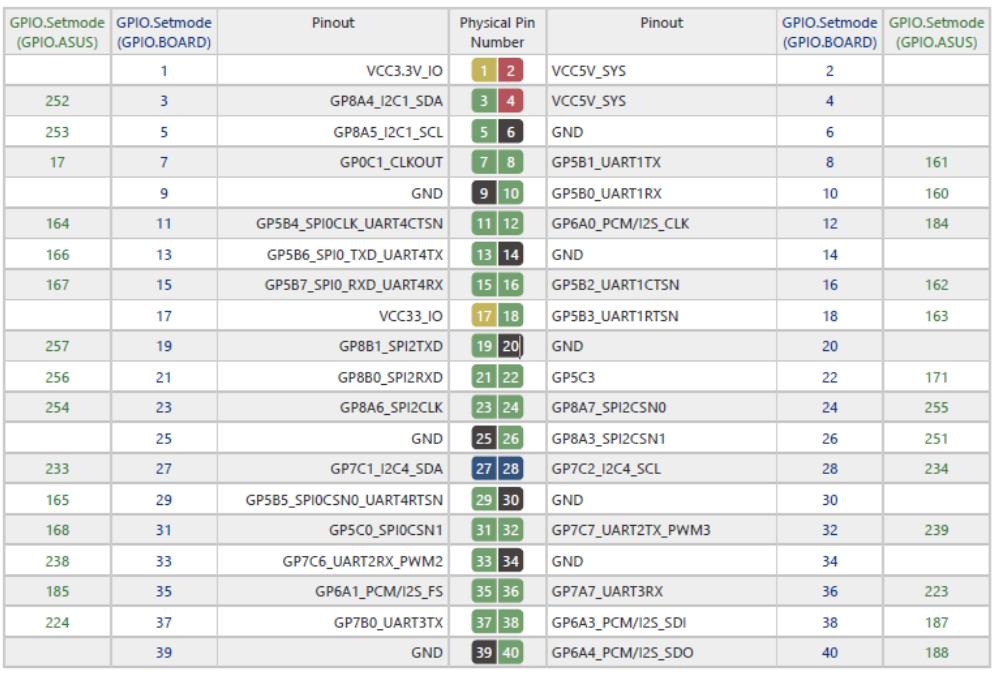 GPIO.Setmode (GPIO.ASUS) GPIO.Setmode (GPIO.BOARD) Pinout Physical Pin Number Pinout GPIO.Setmode (GPIO.BOARD) GPIO.Setmode (GPIO.ASUS)
1 VCC3.3V_IO 1 2 VCC5V_SYS 2
252 3 GP8A4_I2C1_SDA 3 4 VCC5V_SYS 4
253 5 GP8A5_I2C1_SCL 5 6 GND 6
17 7 GP0C1_CLKOUT 7 8 GP5B1_UART1TX 8 161
9 GND 9 10 GP5B0_UART1RX 10 160
164 11 GP5B4_SPI0CLK_UART4CTSN 11 12 GP6A0_PCM/I2S_CLK 12 184
166 13 GP5B6_SPI0_TXD_UART4TX 13 14 GND 14
167 15 GP5B7_SPI0_RXD_UART4RX 15 16 GP5B2_UART1CTSN 16 162
17 VCC33_IO 17 18 GP5B3_UART1RTSN 18 163
257 19 GP8B1_SPI2TXD 19 20 GND 20
256 21 GP8B0_SPI2RXD 21 22 GP5C3 22 171
254 23 GP8A6_SPI2CLK 23 24 GP8A7_SPI2CSN0 24 255
25 GND 25 26 GP8A3_SPI2CSN1 26 251
233 27 GP7C1_I2C4_SDA 27 28 GP7C2_I2C4_SCL 28 234
165 29 GP5B5_SPI0CSN0_UART4RTSN 29 30 GND 30
168 31 GP5C0_SPI0CSN1 31 32 GP7C7_UART2TX_PWM3 32 239
238 33 GP7C6_UART2RX_PWM2 33 34 GND 34
185 35 GP6A1_PCM/I2S_FS 35 36 GP7A7_UART3RX 36 223
224 37 GP7B0_UART3TX 37 38 GP6A3_PCM/I2S_SDI 38 187
39 GND 39 40 GP6A4_PCM/I2S_SDO 40 188